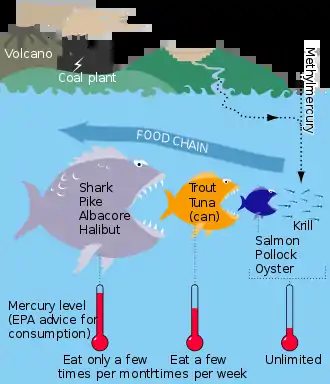 Volcano
Coal plant
Methylmercury
FOOD CHAIN
Shark
Pike
Albacore
Halibut
Trout
Tuna
(can)
Krill
Salmon
Pollock
Oyster
Mercury level
(EPA advice for
consumption)
Eat only a few
times per month
Eat a few
times per week
Unlimited